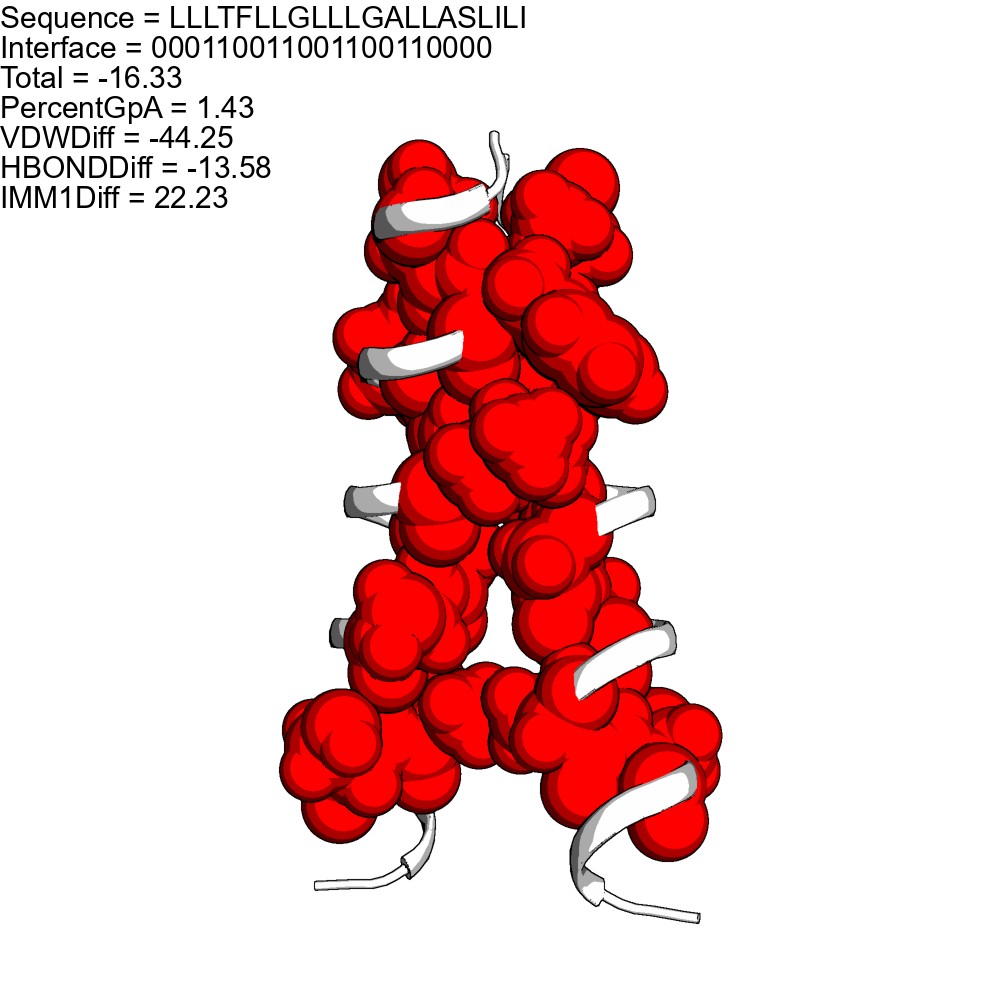 Sequence = LLLTFLLGLLLGALLASLILI
Interface = 000110011001100110000
Total = -16.33
PercentGpA = 1.43
VDWDiff = -44.25
HBONDDiff = -13.58
IMM1Diff = 22.23